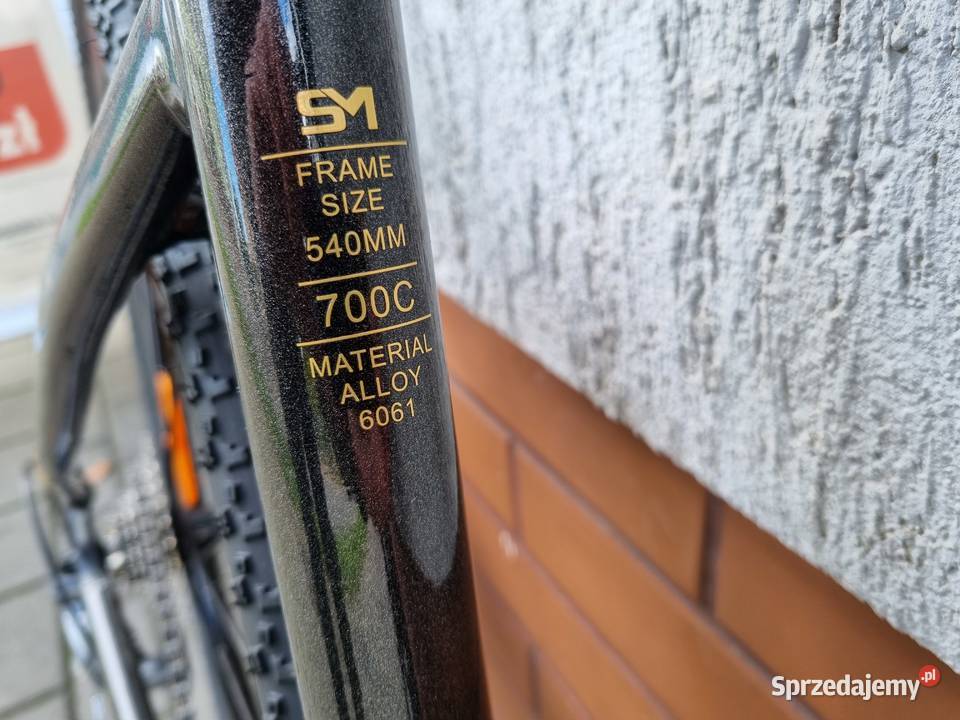 SM
FRAME
SIZE
540MM
700C
MATERIAL
ALLOY
6061
zł
Sprzedajemy.pl